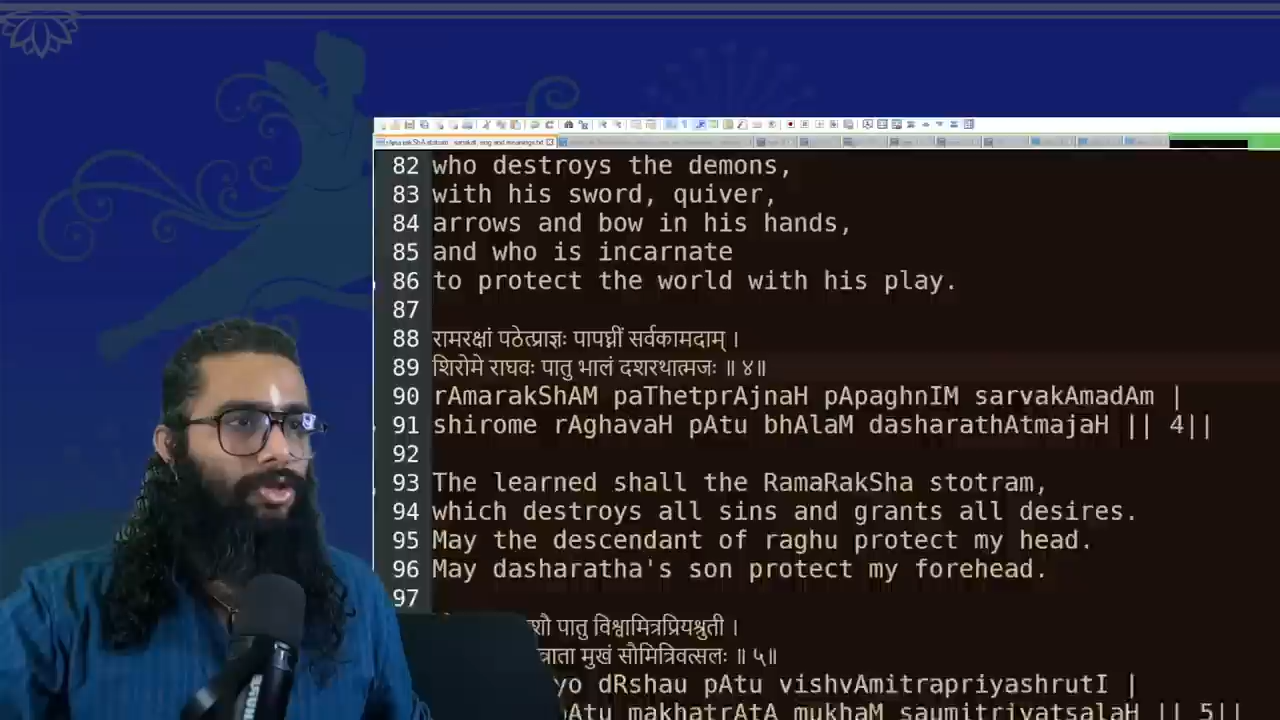 82 who destroys the demons,
83 with his sword, quiver,
84 arrows and bow in his hands,
85 and who is incarnate
86 to protect the world with his play.
87
88 रामरक्षां पठेत्प्राज्ञः पापघ्नीं सर्वकामदाम् ।
89 शिरोमे राघवः पातु भालं दशरथात्मजः ॥ ४॥
90 rAmarakShAM paThetprAjnaH pApaghnIM sarvakAmadAm |
91 shirome rAghavaH pAtu bhAlaM dasharathAtmajaH || 4||
92
93 The learned shall the RamaRakSha stotram,
94 which destroys all sins and grants all desires.
95 May the descendant of raghu protect my head.
96 May dasharatha's son protect my forehead.
97
शौ पातु विश्वामित्रप्रियश्रुती ।
त्राता मुखं सौमित्रिवत्सलः ॥ ५॥
yo dRshau pAtu vishvAmitrapriyashrutI |
pAtu makhatrAtA mukhaM saumitrivatsalaH || 5||